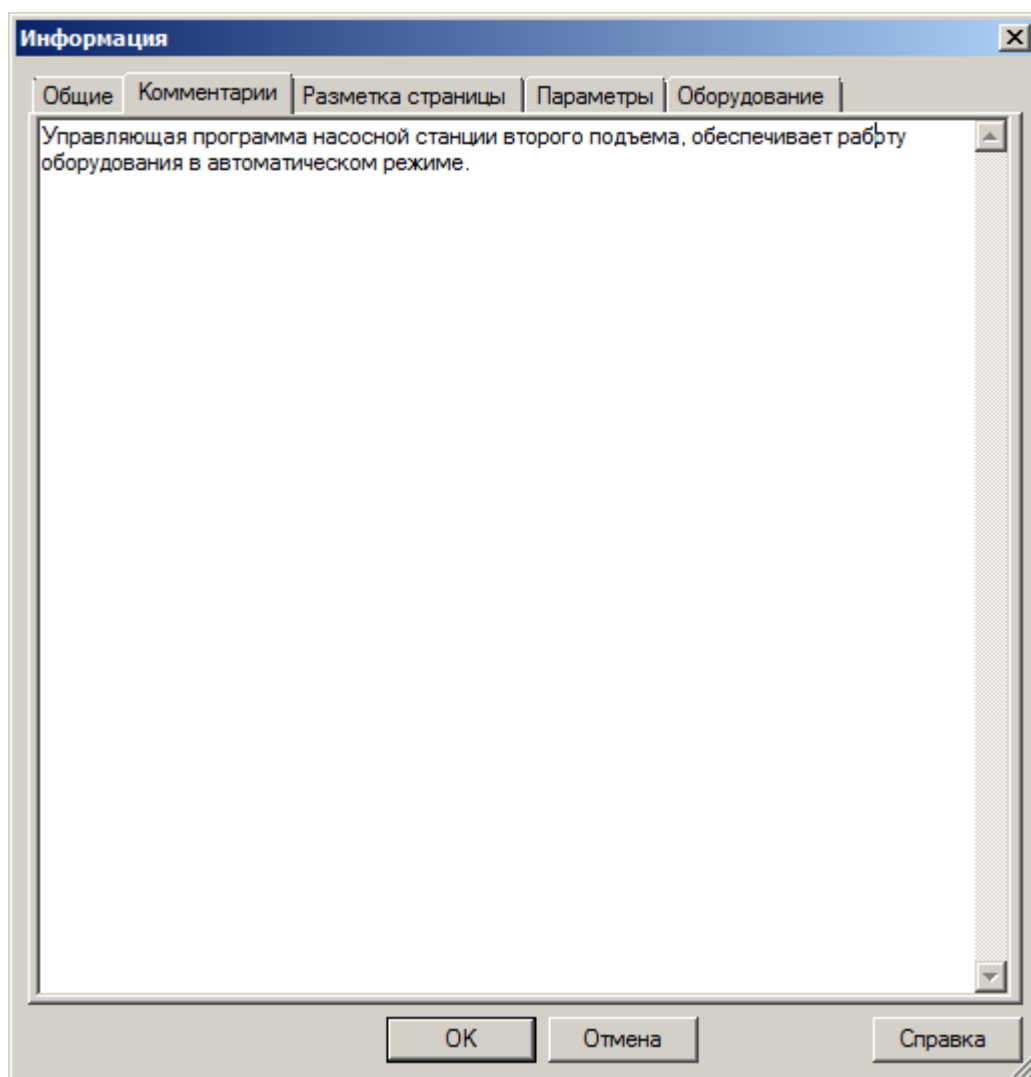 Информация
Общие Комментарии Разметка страницы Параметры Оборудование
Управляющая программа насосной станции второго подъема, обеспечивает работу
оборудования в автоматическом режиме.
OK Отмена Справка